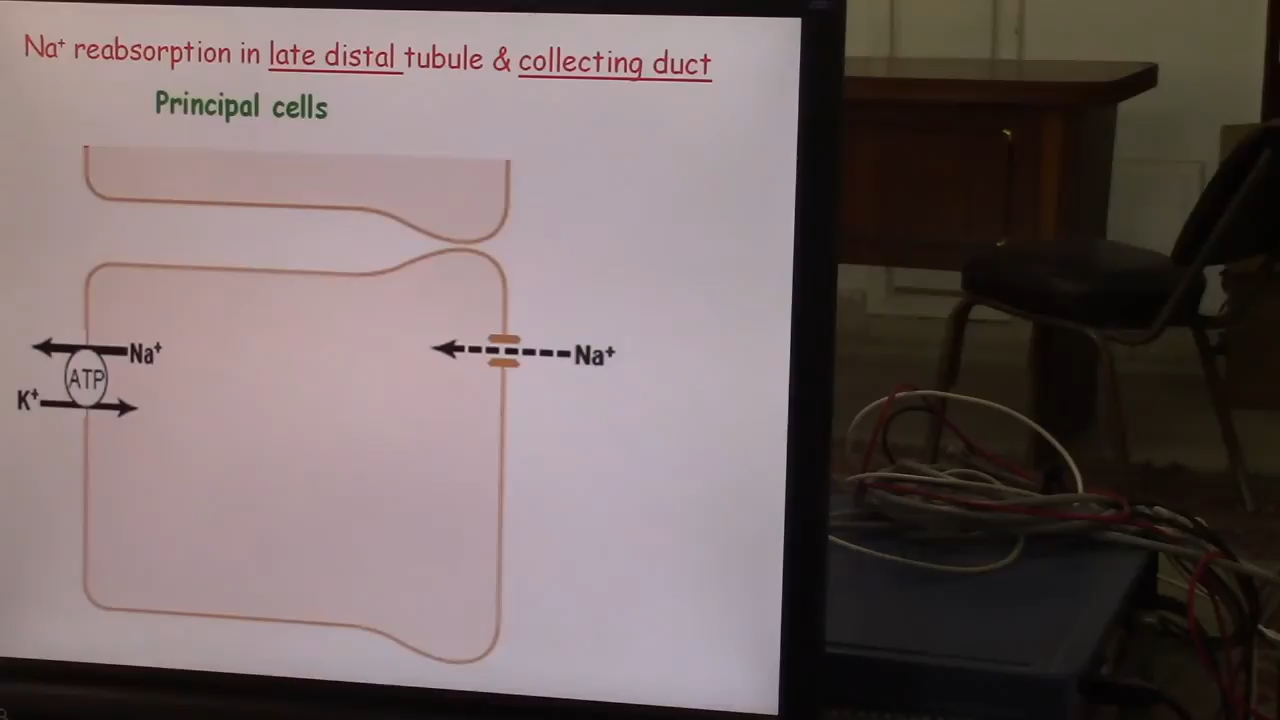 Na⁺ reabsorption in late distal tubule & collecting duct
Principal cells
Na⁺
ATP
K⁺
Na⁺